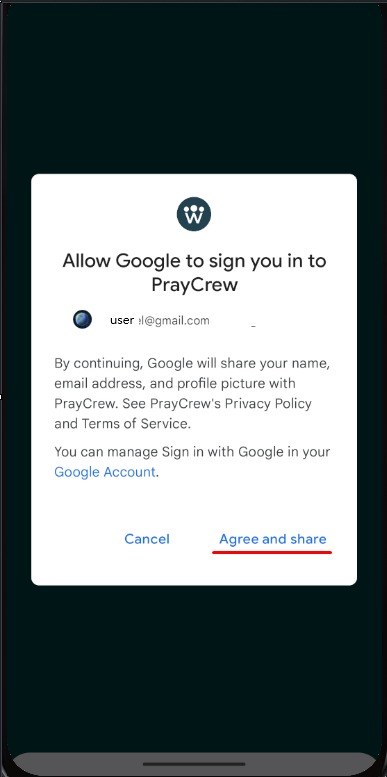 Allow Google to sign you in to
PrayCrew
user l@gmail.com
By continuing, Google will share your name,
email address, and profile picture with
PrayCrew. See PrayCrew's Privacy Policy
and Terms of Service.
You can manage Sign in with Google in your
Google Account.
Cancel Agree and share